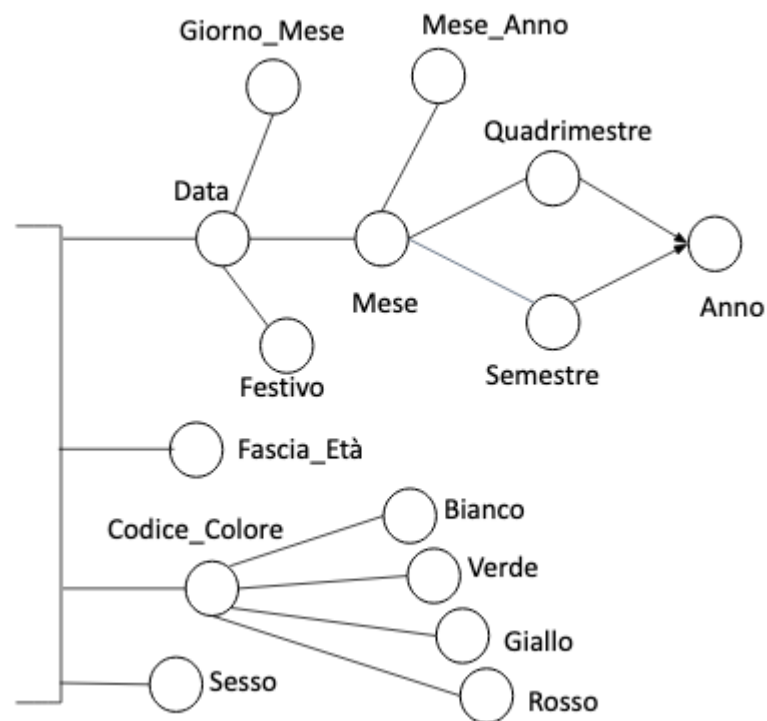 Giorno_Mese
Mese_Anno
Quadrimestre
Data
Mese
Anno
Semestre
Festivo
Fascia_Età
Codice_Colore
Bianco
Verde
Giallo
Sesso
Rosso